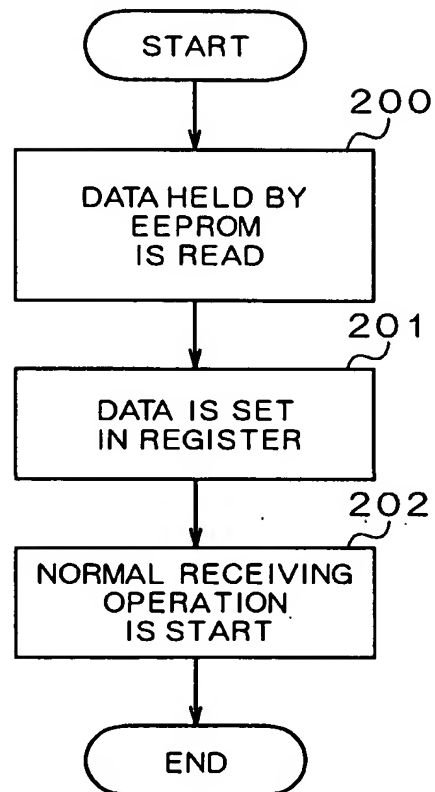 START
200
DATA HELD BY
EEPROM
IS READ
201
DATA IS SET
IN REGISTER
202
NORMAL RECEIVING
OPERATION
IS START
END